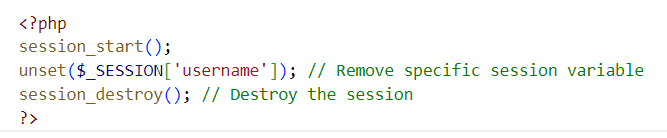 <?php
session_start();
unset($_SESSION['username']); // Remove specific session variable
session_destroy(); // Destroy the session
?>